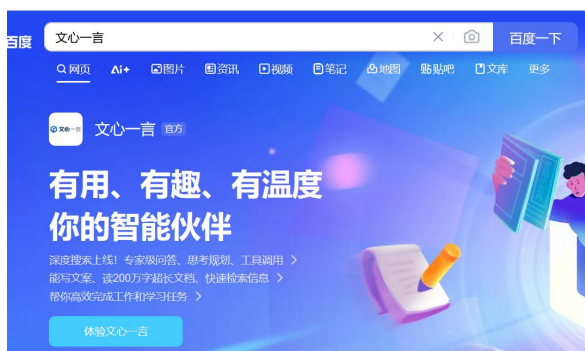 百度
文心一言
百度一下
网页 Ai+ 图片 资讯 视频 笔记 地图 贴吧 文库 更多
文心一言
文心一言 官方
有用、有趣、有温度
你的智能伙伴
深度搜索上线！专家级问答、思考规划、工具调用 >
能写文案、读200万字超长文档、快速检索信息 >
帮你高效完成工作和学习任务 >
体验文心一言